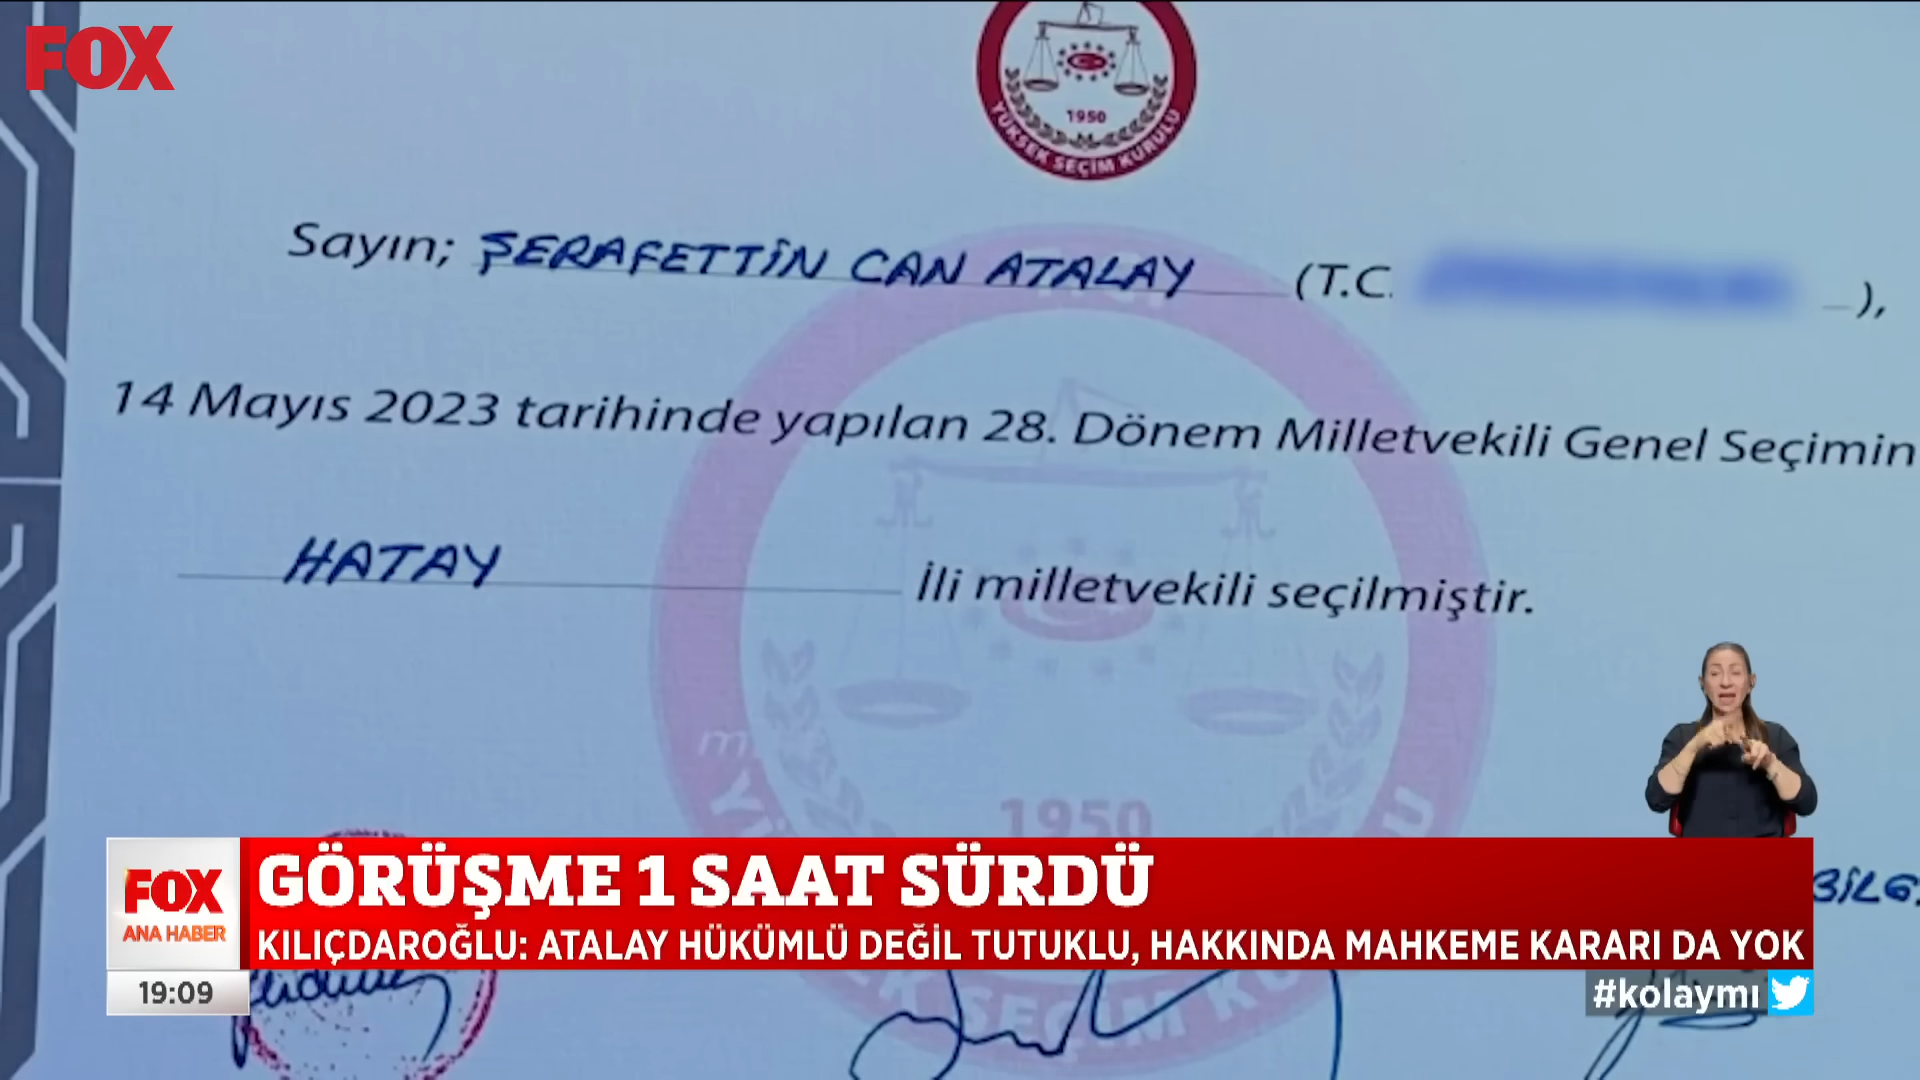 FOX
1950
YÜKSEK SEÇİM KURULU
Sayın; ŞERAFETTİN CAN ATALAY (T.C. ),
14 Mayıs 2023 tarihinde yapılan 28. Dönem Milletvekili Genel Seçimin
HATAY İli milletvekili seçilmiştir.
1950
FOX
ANA HABER
GÖRÜŞME 1 SAAT SÜRDÜ
KILIÇDAROĞLU: ATALAY HÜKÜMLÜ DEĞİL TUTUKLU, HAKKINDA MAHKEME KARARI DA YOK
19:09
#kolaymı